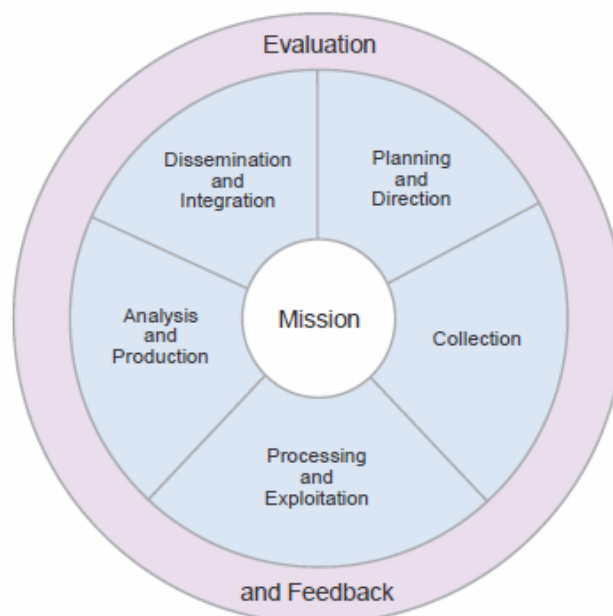 Evaluation
Dissemination
and
Integration
Planning
and
Direction
Analysis
and
Production
Mission
Collection
Processing
and
Exploitation
and Feedback